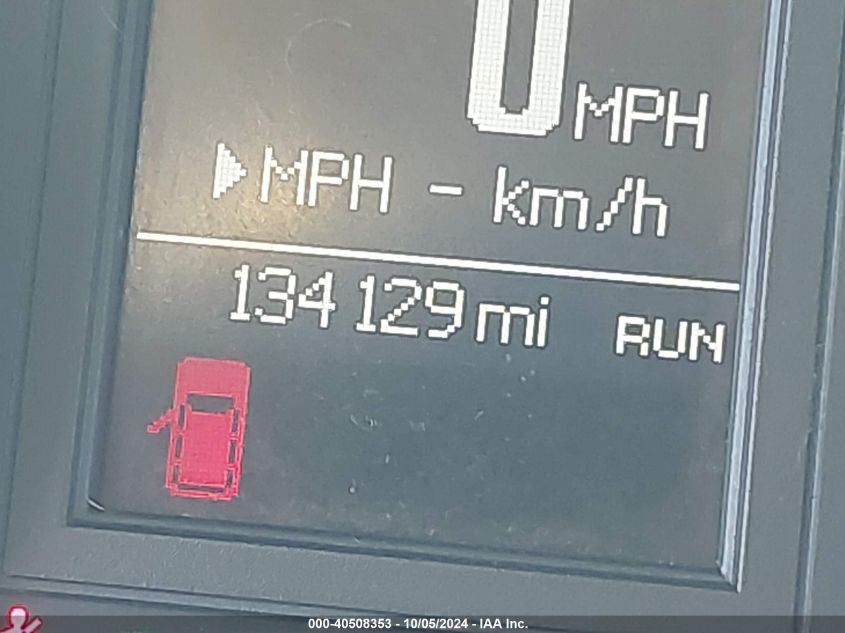 0 MPH
▶MPH - km/h
134 129 mi RUN
000-40508353 - 10/05/2024 - IAA Inc.